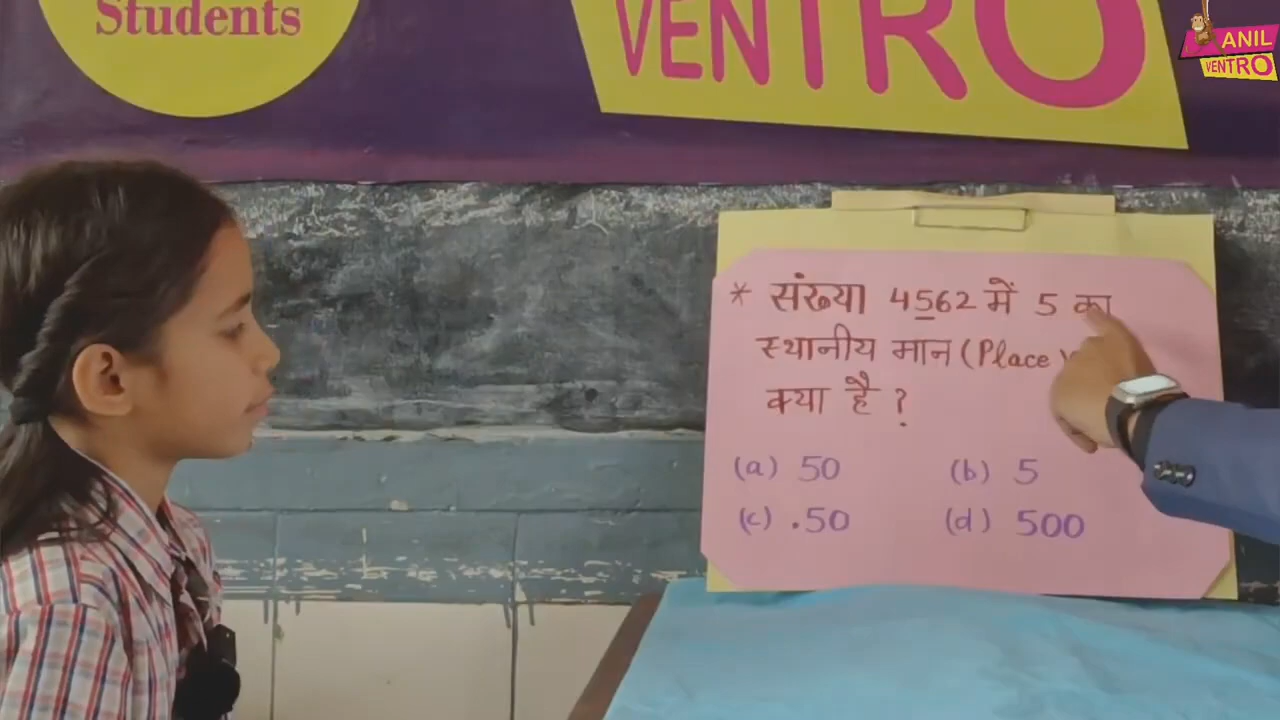 Students
VENTRO
ANIL
VENTRO
* संख्या 4562 में 5 का
स्थानीय मान (Place
क्या है ?
(a) 50 (b) 5
(c) .50 (d) 500